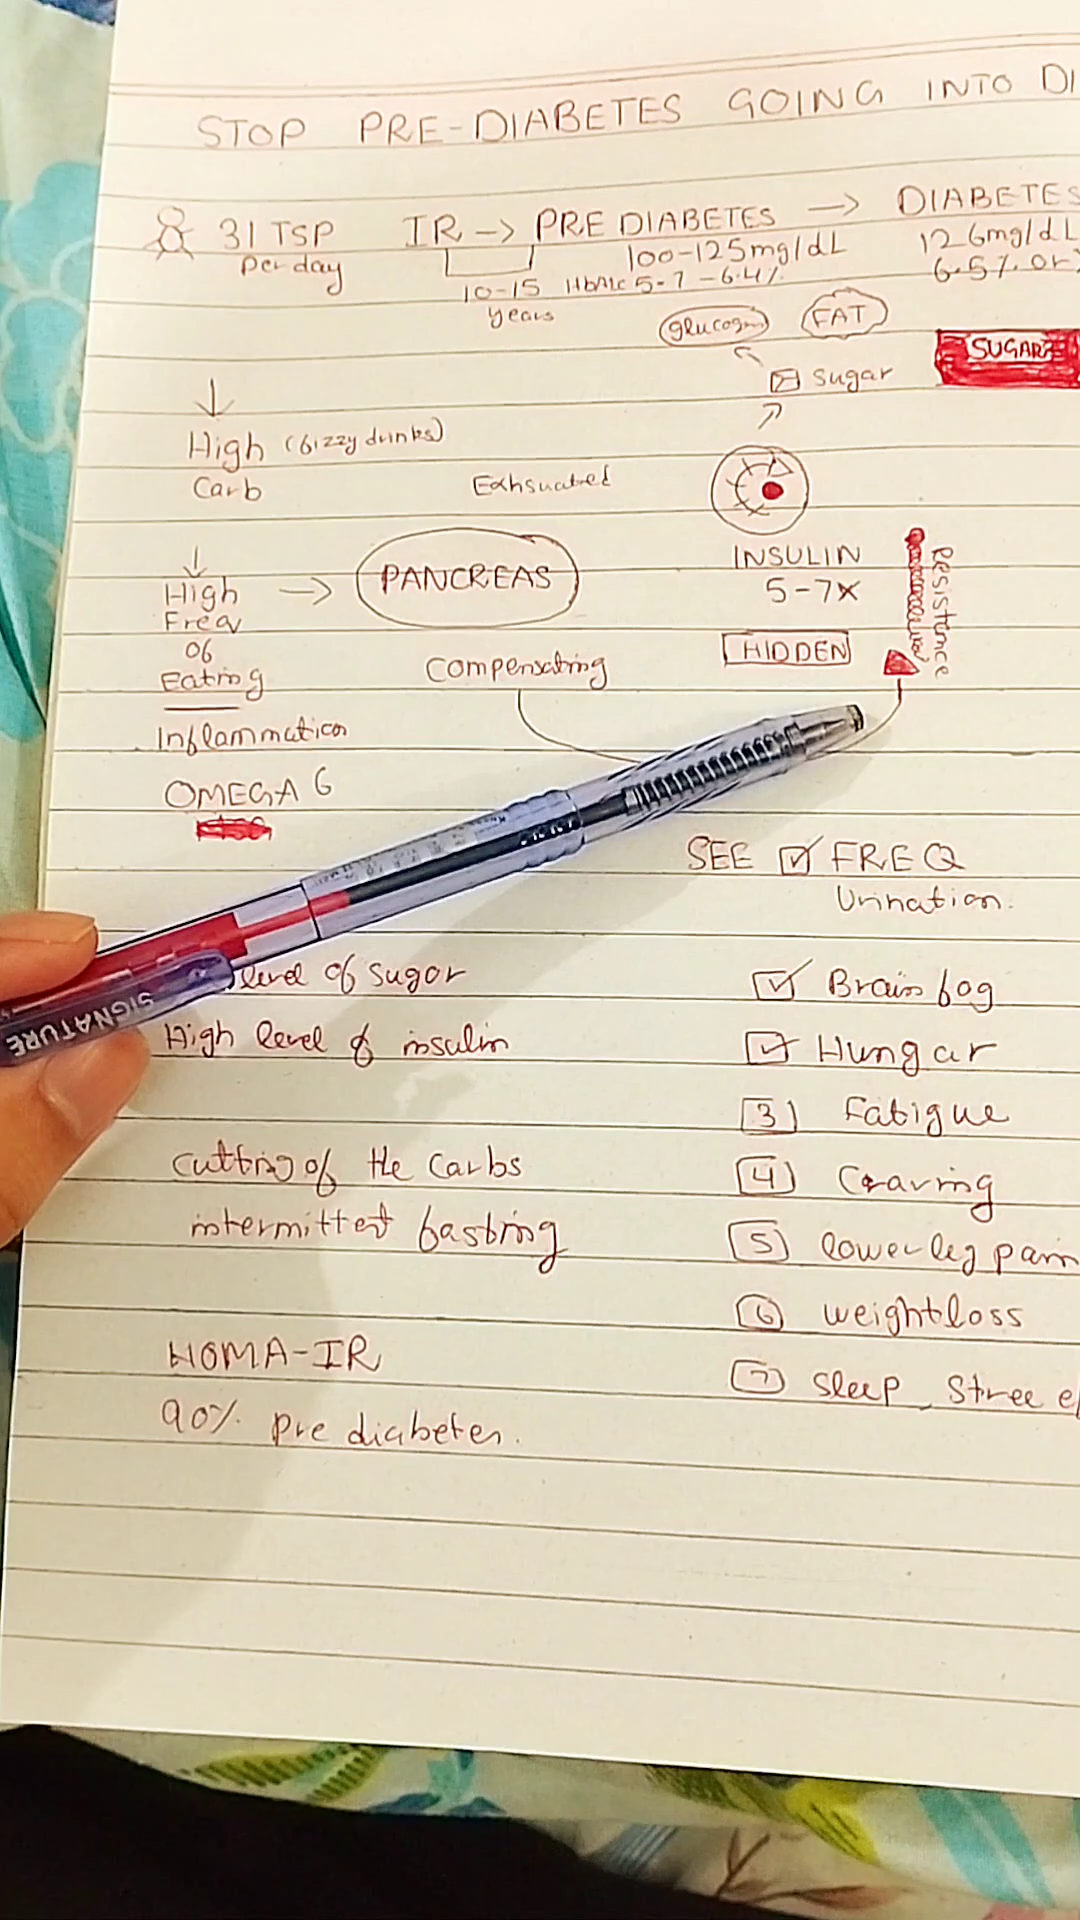 STOP PRE-DIABETES GOING INTO DI
31 TSP IR → PRE DIABETES → DIABETES
Per day 100-125mg/dL 126mg/dL
10-15 HbA1c 5-7 - 6.4% 6.5% or
years
FAT
SUGAR
Sugar
High (fizzy drinks)
Carb
Exhsuated
INSULIN
5-7x
Resistence
High → PANCREAS
Freq
of
Eating
HIDDEN
Compensating
Inflammation
OMEGA 6
SEE ☑ FREQ
Urination.
level of sugar
☑ Brain fog
High level of insulin
☑ Hungar
3 Fatigue
cutting of the Carbs
4 Craving
intermittent fasting
5 lower leg pain
6 weightloss
HOMA-IR
7 Sleep
90% Pre diabetes.
SIGNATURE